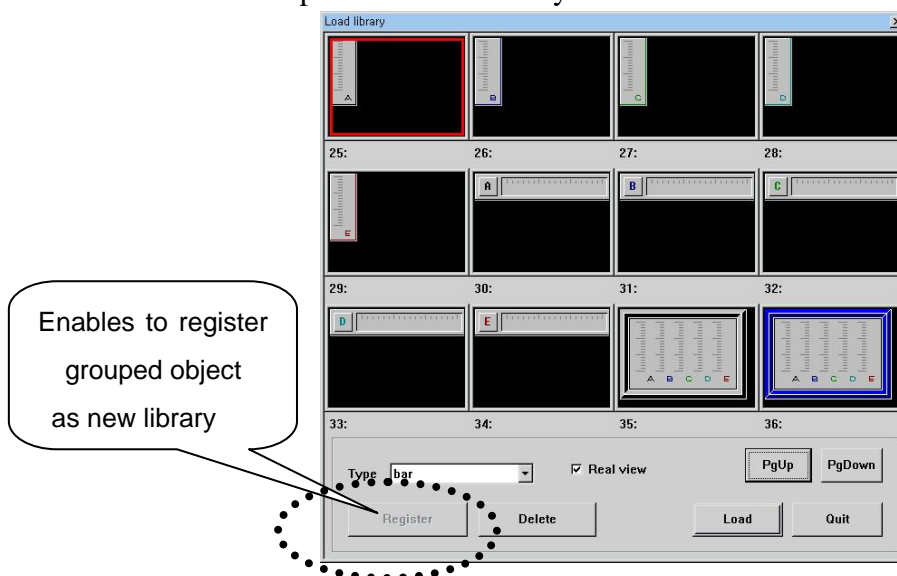 Load library
A
B
C
D
25: 26: 27: 28:
E
A
B
C
29: 30: 31: 32:
D
E
A B C D E
A B C D E
33: 34: 35: 36:
Enables to register
grouped object
as new library
Type bar Real view PgUp PgDown
Register Delete Load Quit